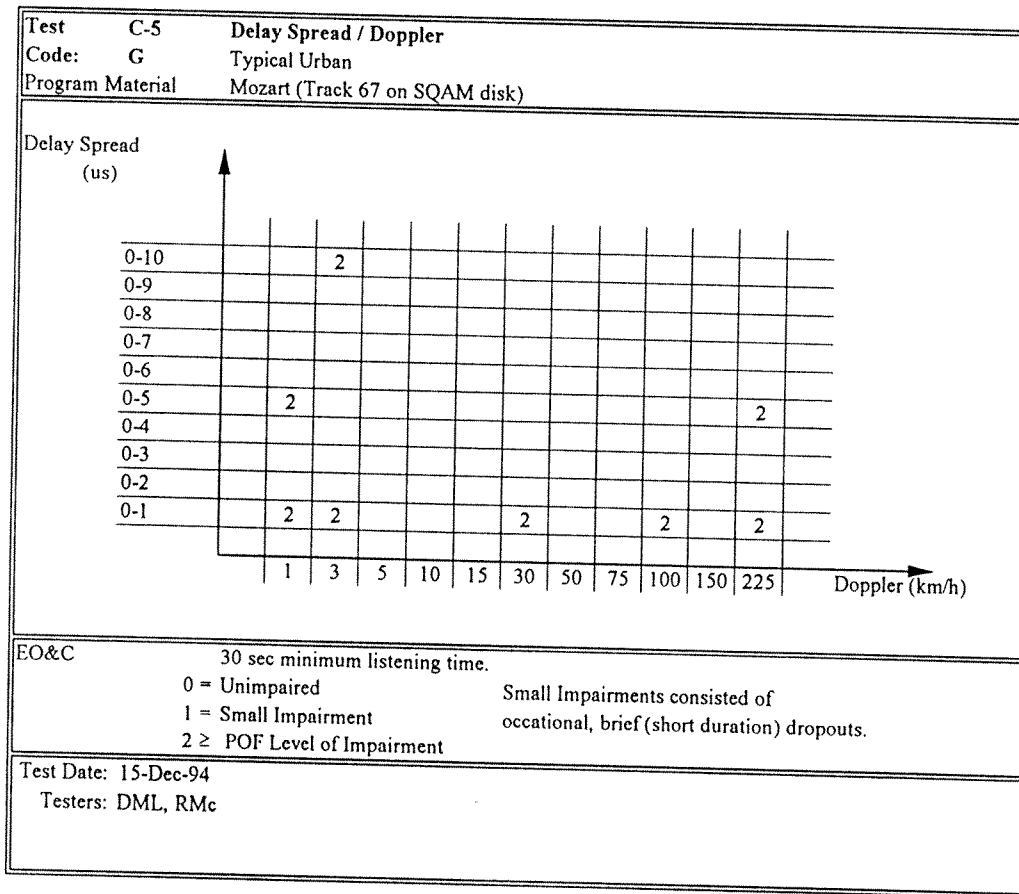 Test C-5 Delay Spread / Doppler
Code: G Typical Urban
Program Material Mozart (Track 67 on SQAM disk)
Delay Spread
(us)
0-10 2
0-9
0-8
0-7
0-6
0-5 2 2
0-4
0-3
0-2
0-1 2 2 2 2 2
1 3 5 10 15 30 50 75 100 150 225 Doppler (km/h)
EO&C 30 sec minimum listening time.
0 = Unimpaired Small Impairments consisted of
1 = Small Impairment occational, brief (short duration) dropouts.
2 ≥ POF Level of Impairment
Test Date: 15-Dec-94
Testers: DML, RMc